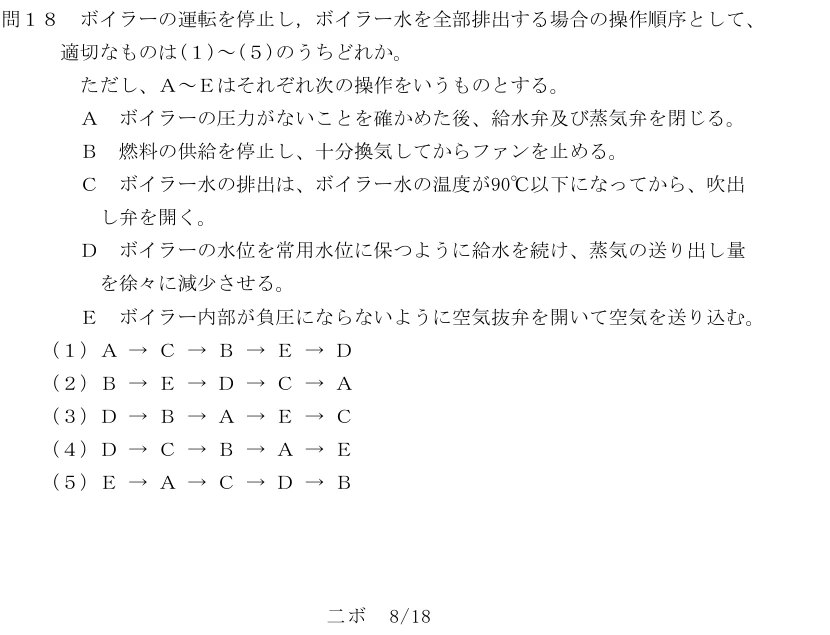 問１８　ボイラーの運転を停止し，ボイラー水を全部排出する場合の操作順序として、
適切なものは(１)～(５)のうちどれか。
ただし、Ａ～Ｅはそれぞれ次の操作をいうものとする。
Ａ　ボイラーの圧力がないことを確かめた後、給水弁及び蒸気弁を閉じる。
Ｂ　燃料の供給を停止し、十分換気してからファンを止める。
Ｃ　ボイラー水の排出は、ボイラー水の温度が90℃以下になってから、吹出
し弁を開く。
Ｄ　ボイラーの水位を常用水位に保つように給水を続け、蒸気の送り出し量
を徐々に減少させる。
Ｅ　ボイラー内部が負圧にならないように空気抜弁を開いて空気を送り込む。
(１) Ａ → Ｃ → Ｂ → Ｅ → Ｄ
(２) Ｂ → Ｅ → Ｄ → Ｃ → Ａ
(３) Ｄ → Ｂ → Ａ → Ｅ → Ｃ
(４) Ｄ → Ｃ → Ｂ → Ａ → Ｅ
(５) Ｅ → Ａ → Ｃ → Ｄ → Ｂ
二ボ　8/18